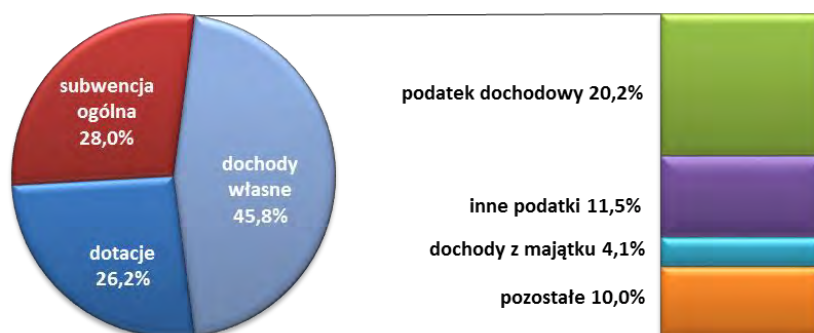 subwencja
ogólna
28,0%
dochody
własne
45,8%
dotacje
26,2%
podatek dochodowy 20,2%
inne podatki 11,5%
dochody z majątku 4,1%
pozostałe 10,0%